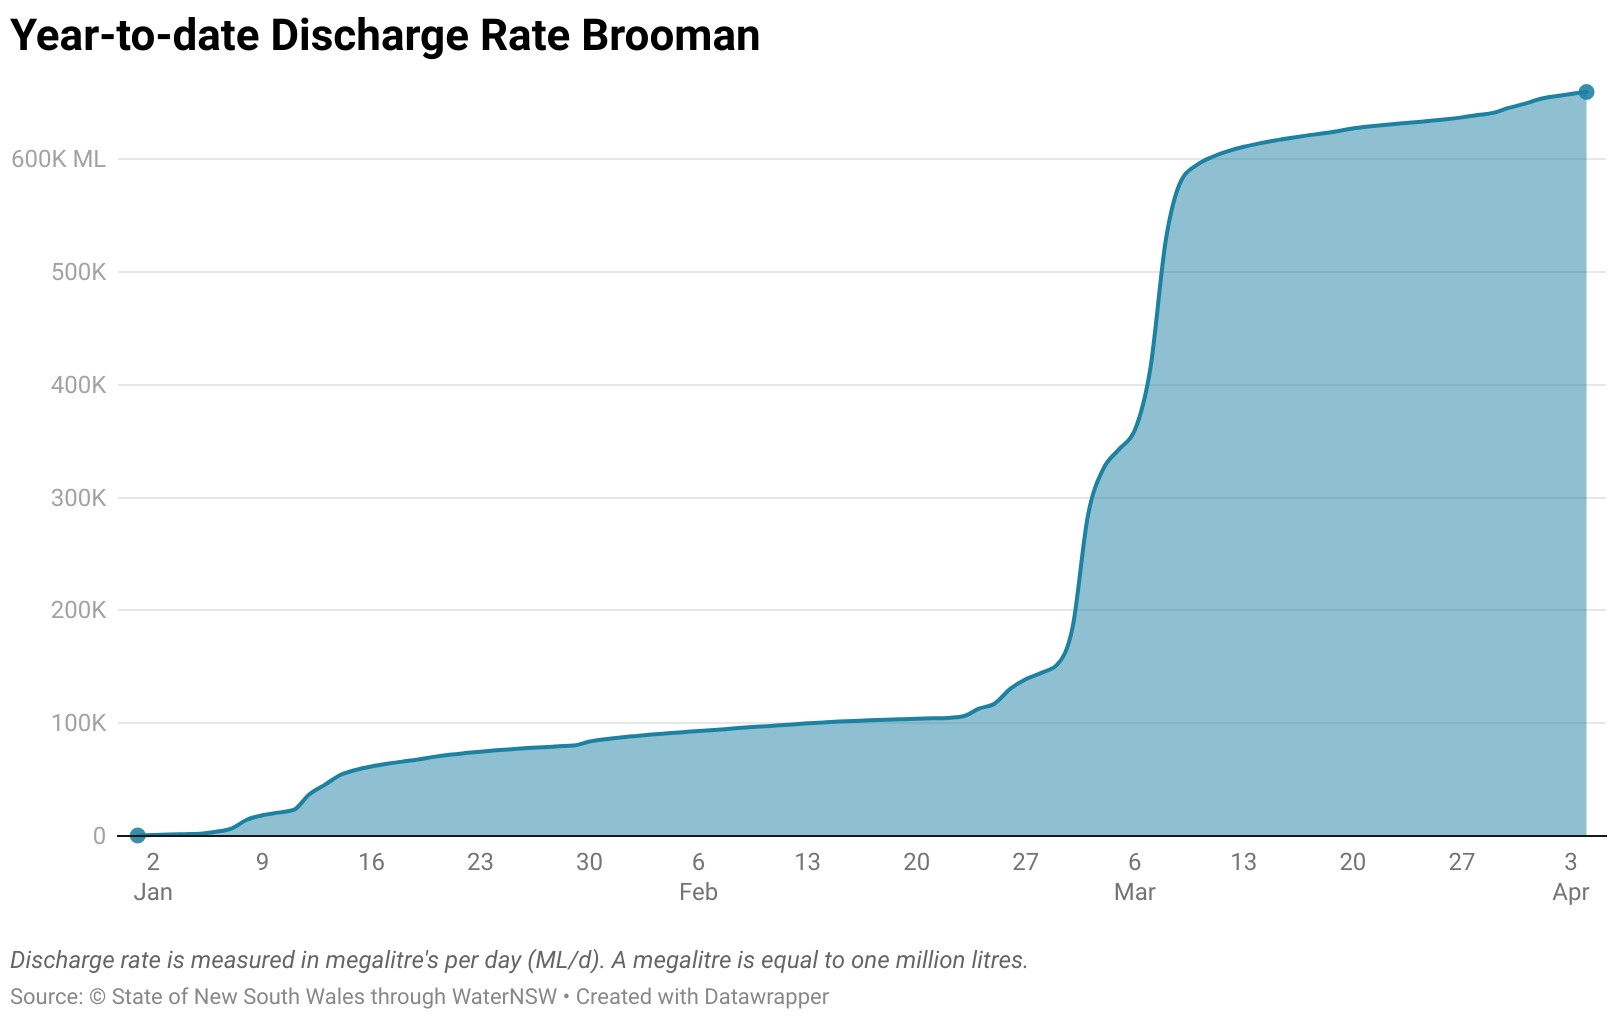 Year-to-date Discharge Rate Brooman
600K ML
500K
400K
300K
200K
100K
0
2 9 16 23 30 6 13 20 27 6 13 20 27 3
Jan Feb Mar Apr
Discharge rate is measured in megalitre's per day (ML/d). A megalitre is equal to one million litres.
Source: © State of New South Wales through WaterNSW • Created with Datawrapper